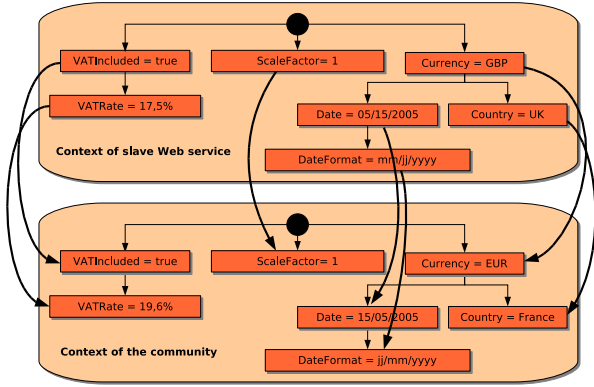 VATIncluded = true
ScaleFactor= 1
Currency = GBP
VATRate = 17,5%
Date = 05/15/2005
Country = UK
Context of slave Web service
DateFormat = mm/jj/yyyy
VATIncluded = true
ScaleFactor= 1
Currency = EUR
VATRate = 19,6%
Date = 15/05/2005
Country = France
Context of the community
DateFormat = jj/mm/yyyy